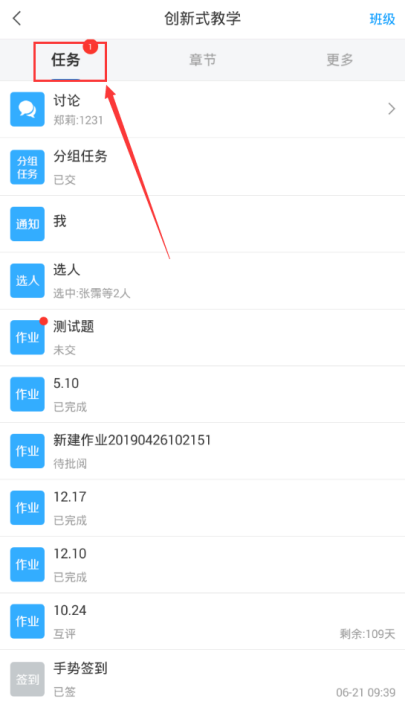 创新式教学
班级
任务
1
章节
更多
讨论
郑莉:1231
分组
任务
分组任务
已交
通知
我
选人
选人
选中:张霈等2人
作业
测试题
未交
作业
5.10
已完成
作业
新建作业20190426102151
待批阅
作业
12.17
已完成
作业
12.10
已完成
作业
10.24
互评
剩余:109天
签到
手势签到
已签
06-21 09:39